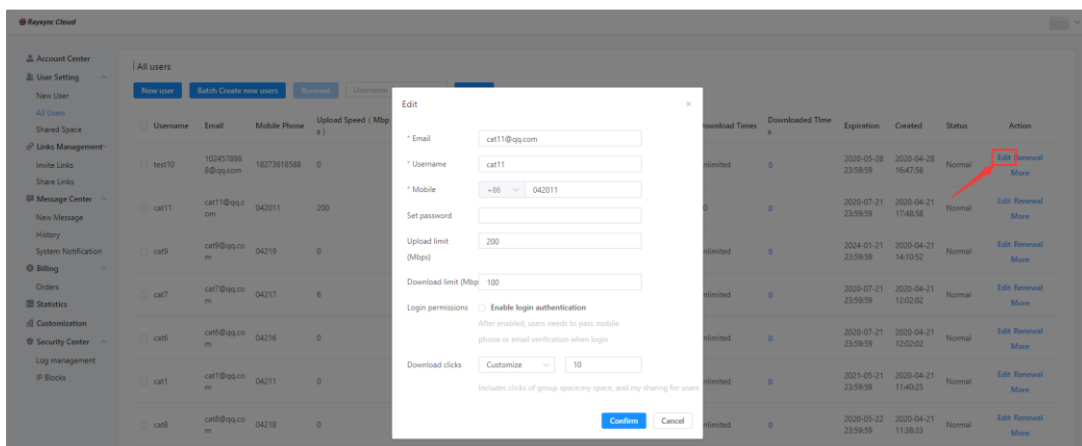 Raysync Cloud
Account Center
User Setting
New User
All Users
Shared Space
Links Management
Invite Links
Share Links
Message Center
New Message
History
System Notification
Billing
Orders
Statistics
Customization
Security Center
Log management
IP Blocks
All users
New user Batch Create new users Renewal Username
Username Email Mobile Phone Upload Speed ( Mbp
s ) Download Times Downloaded Time
s Expiration Created Status Action
test10 102457898
8@qq.com 18273618588 0 nlimited 0 2020-05-28
23:59:59 2020-04-28
16:47:58 Normal Edit Renewal
More
cat11 cat11@qq.c
om 042011 200 0 0 2020-07-21
23:59:59 2020-04-21
17:48:58 Normal Edit Renewal
More
cat9 cat9@qq.co
m 04219 0 nlimited 0 2024-01-21
23:59:59 2020-04-21
14:10:52 Normal Edit Renewal
More
cat7 cat7@qq.co
m 04217 6 nlimited 0 2020-07-21
23:59:59 2020-04-21
12:02:02 Normal Edit Renewal
More
cat6 cat6@qq.co
m 04216 0 nlimited 0 2020-07-21
23:59:59 2020-04-21
12:02:02 Normal Edit Renewal
More
cat1 cat1@qq.co
m 04211 0 nlimited 0 2021-05-21
23:59:59 2020-04-21
11:40:25 Normal Edit Renewal
More
cat8 cat8@qq.co
m 04218 0 nlimited 0 2020-05-22
23:59:59 2020-04-21
11:38:33 Normal Edit Renewal
More
Edit ×
* Email cat11@qq.com
* Username cat11
* Mobile +86 042011
Set password
Upload limit 200
(Mbps)
Download limit (Mbp 100
Login permissions Enable login authentication
After enabled, users needs to pass mobile
phone or email verification when login
Download clicks Customize 10
Includes clicks of group space,my space, and my sharing for users
Confirm Cancel